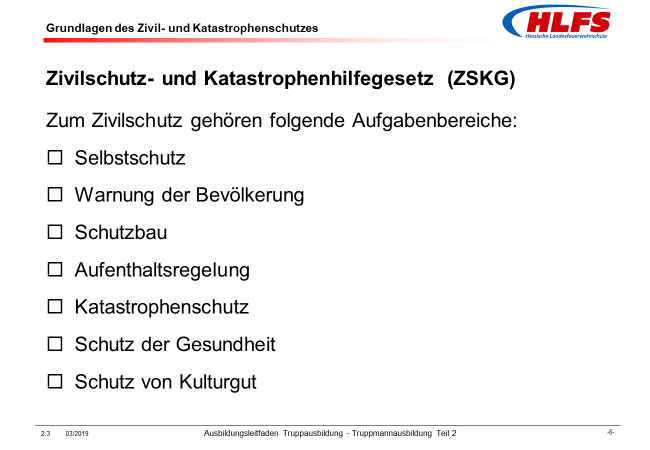 Grundlagen des Zivil- und Katastrophenschutzes
HLFS
Hessische Landesfeuerwehrschule
Zivilschutz- und Katastrophenhilfegesetz (ZSKG)
Zum Zivilschutz gehören folgende Aufgabenbereiche:
Selbstschutz
Warnung der Bevölkerung
Schutzbau
Aufenthaltsregelung
Katastrophenschutz
Schutz der Gesundheit
Schutz von Kulturgut
2.3 03/2019 Ausbildungsleitfaden Truppausbildung - Truppmannausbildung Teil 2 -6-